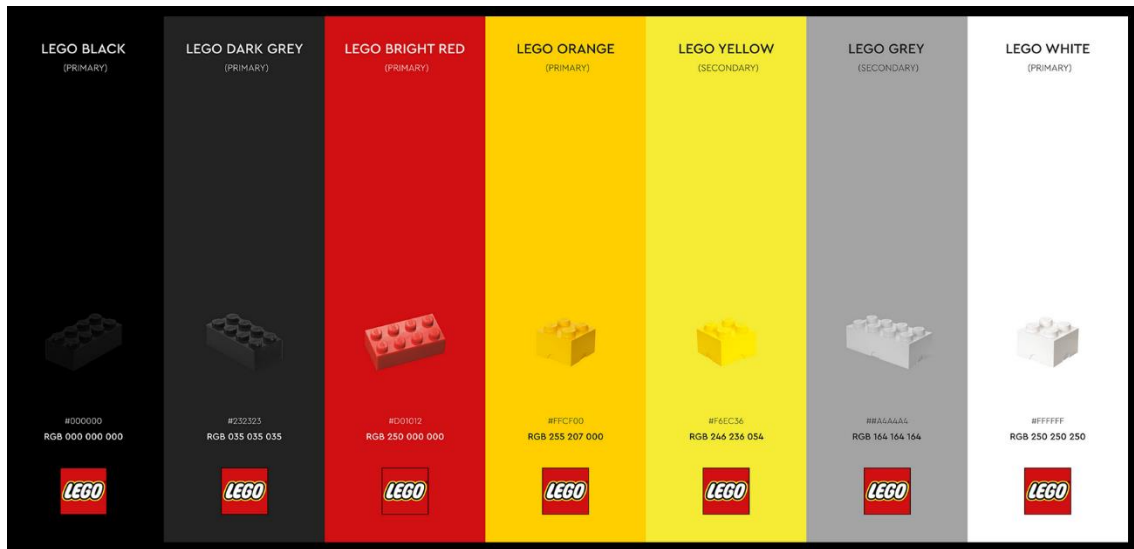 LEGO BLACK
(PRIMARY)
#000000
RGB 000 000 000
LEGO
LEGO DARK GREY
(PRIMARY)
#232323
RGB 035 035 035
LEGO
LEGO BRIGHT RED
(PRIMARY)
#D01012
RGB 250 000 000
LEGO
LEGO ORANGE
(PRIMARY)
#FFCF00
RGB 255 207 000
LEGO
LEGO YELLOW
(SECONDARY)
#F6EC36
RGB 246 236 054
LEGO
LEGO GREY
(SECONDARY)
##A4A4A4
RGB 164 164 164
LEGO
LEGO WHITE
(PRIMARY)
#FFFFFF
RGB 250 250 250
LEGO